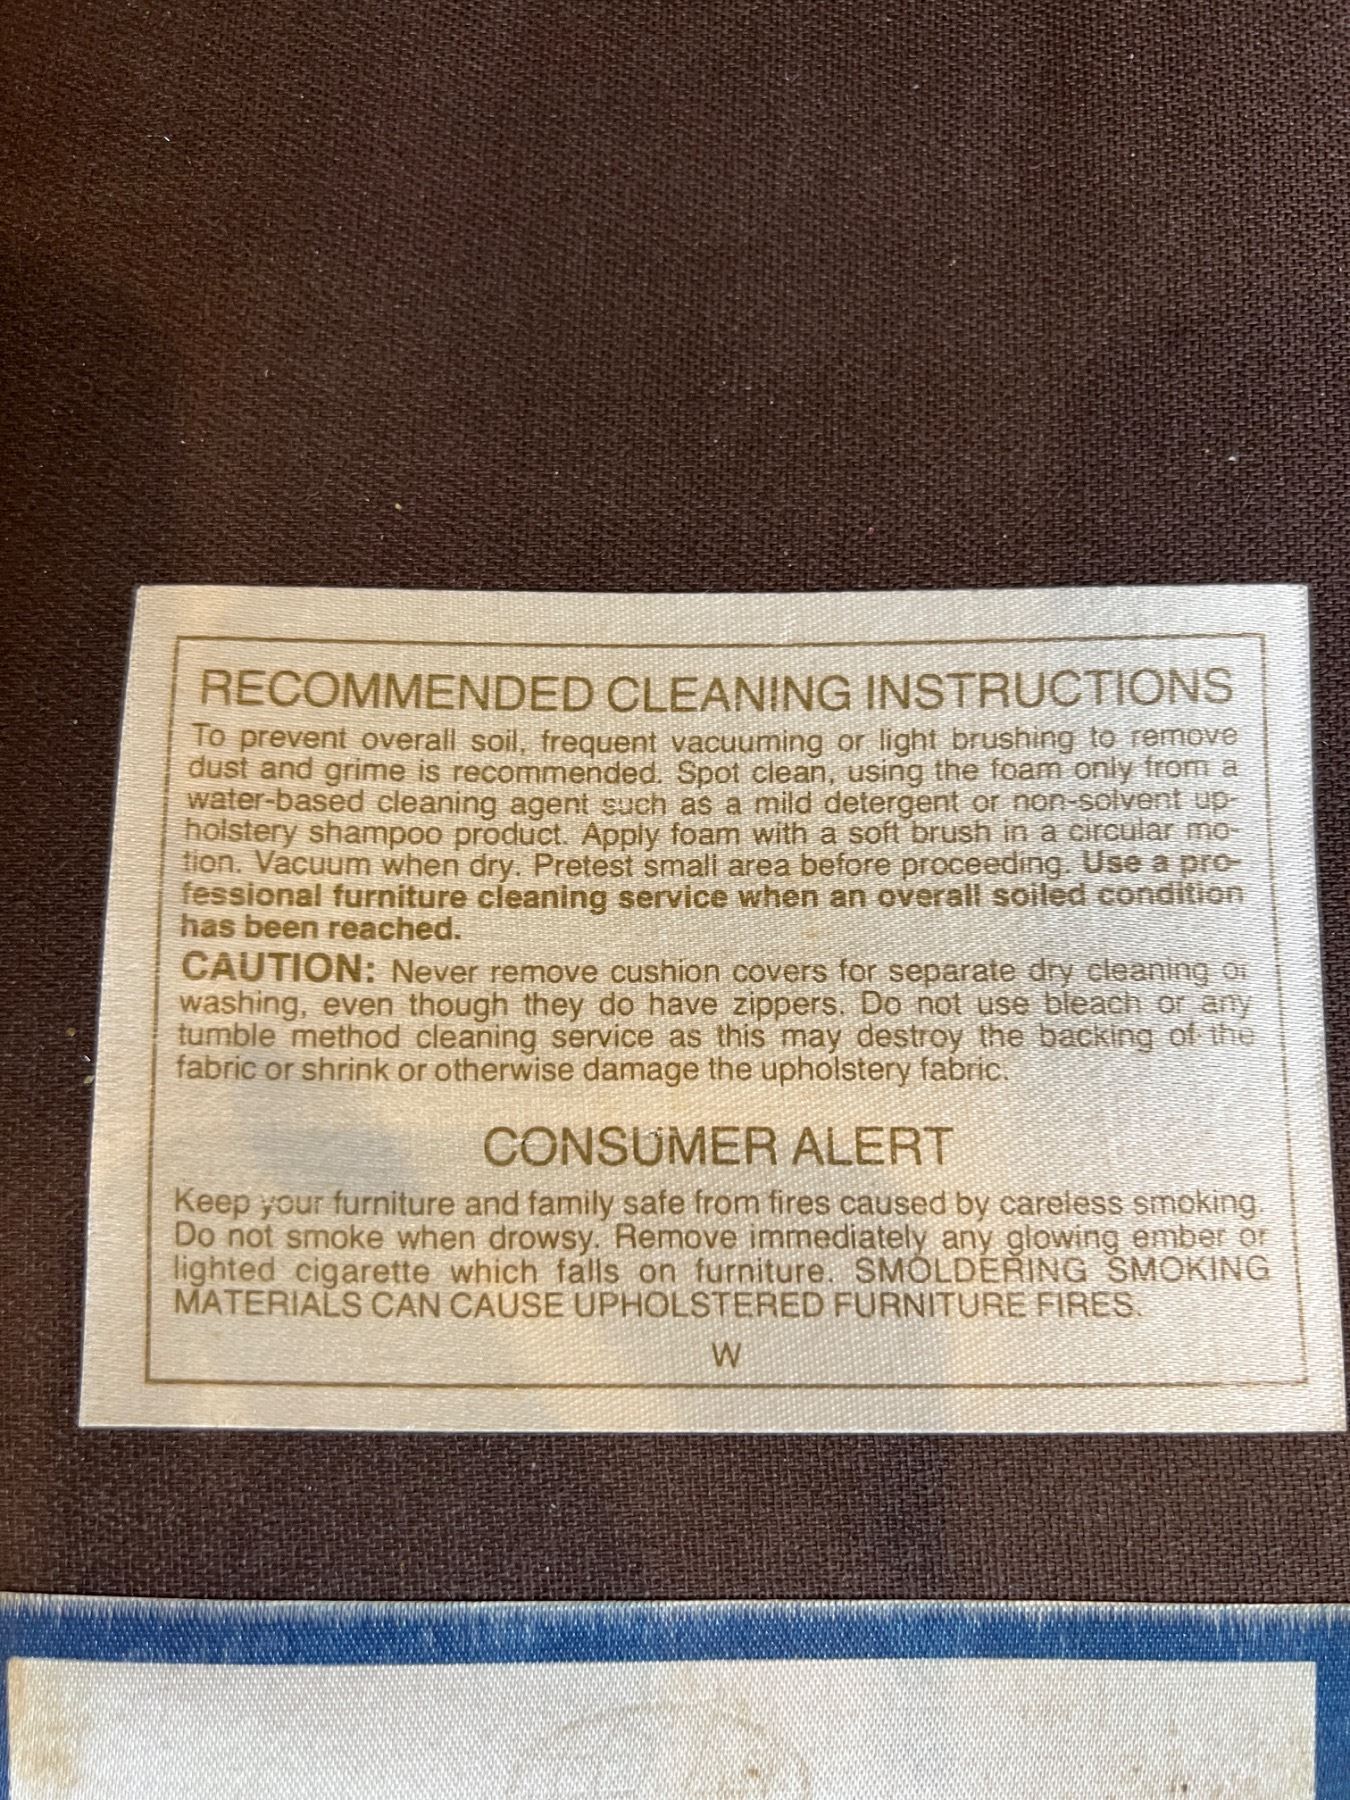 RECOMMENDED CLEANING INSTRUCTIONS
To prevent overall soil, frequent vacuuming or light brushing to remove
dust and grime is recommended. Spot clean, using the foam only from a
water-based cleaning agent such as a mild detergent or non-solvent up-
holstery shampoo product. Apply foam with a soft brush in a circular mo-
tion. Vacuum when dry. Pretest small area before proceeding. Use a pro-
fessional furniture cleaning service when an overall soiled condition
has been reached.
CAUTION: Never remove cushion covers for separate dry cleaning or
washing, even though they do have zippers. Do not use bleach or any
tumble method cleaning service as this may destroy the backing of the
fabric or shrink or otherwise damage the upholstery fabric.
CONSUMER ALERT
Keep your furniture and family safe from fires caused by careless smoking.
Do not smoke when drowsy. Remove immediately any glowing ember or
lighted cigarette which falls on furniture. SMOLDERING SMOKING
MATERIALS CAN CAUSE UPHOLSTERED FURNITURE FIRES.
W